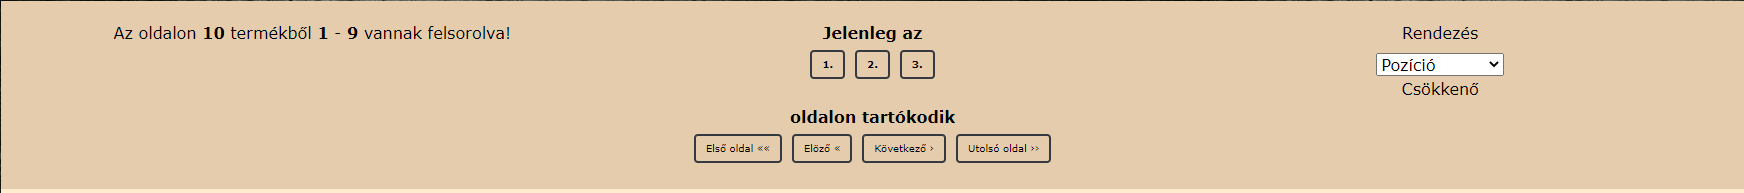 Az oldalon 10 termékből 1 - 9 vannak felsorolva!
Jelenleg az
1. 2. 3.
oldalon tartókodik
Első oldal «« Elöző « Következő › Utolsó oldal ››
Rendezés
Pozíció
Csökkenő